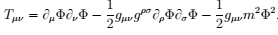 T_{\mu\nu} = \partial_\mu \Phi \partial_\nu \Phi - \frac{1}{2} g_{\mu\nu} g^{\rho\sigma} \partial_\rho \Phi \partial_\sigma \Phi - \frac{1}{2} g_{\mu\nu} m^2 \Phi^2.